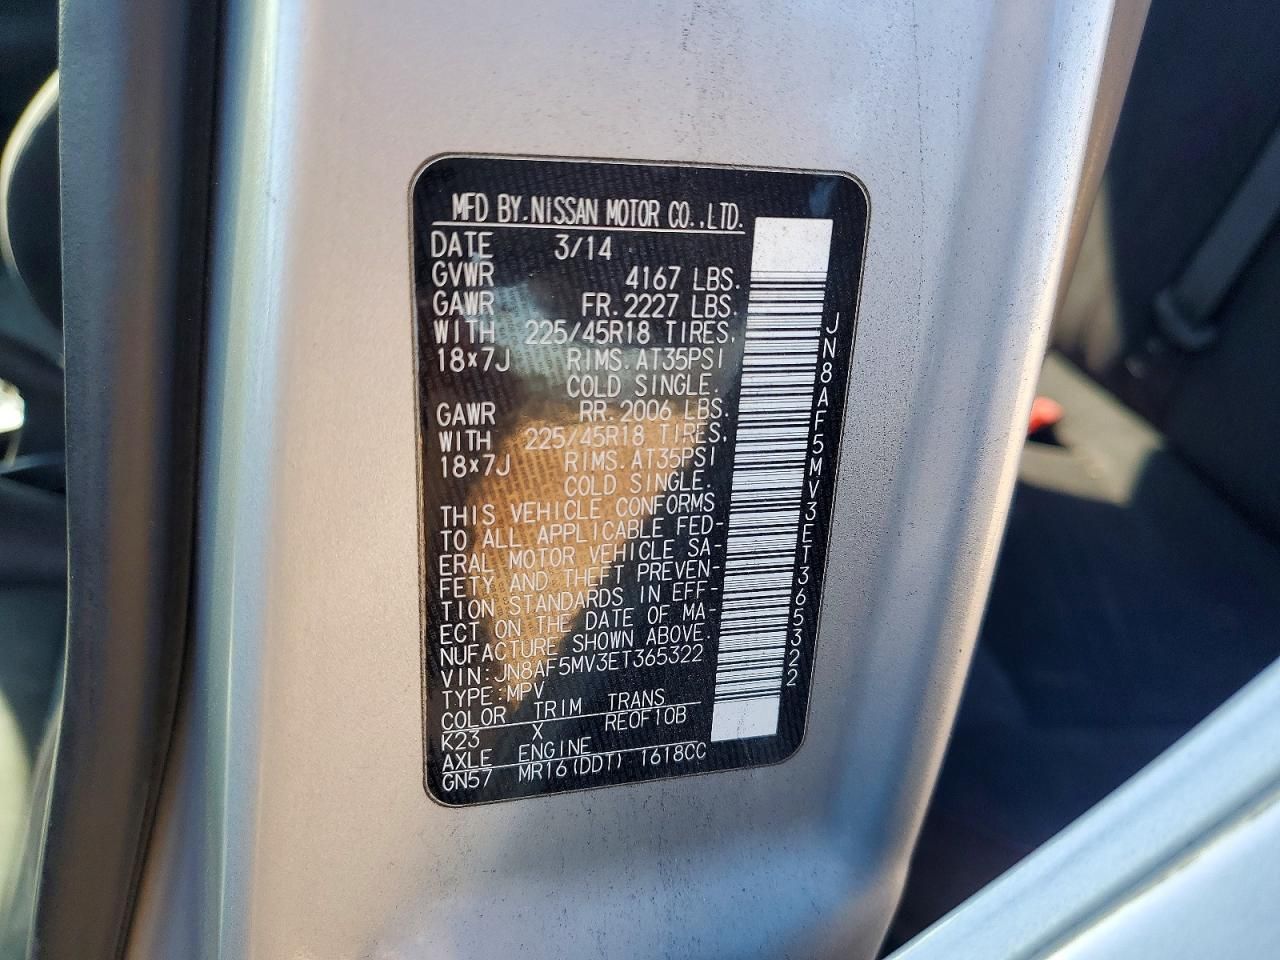 MFD BY.NISSAN MOTOR CO.,LTD.
DATE 3/14
GVWR 4167 LBS.
GAWR FR.2227 LBS.
WITH 225/45R18 TIRES,
18×7J RIMS.AT35PSI
COLD SINGLE.
GAWR RR.2006 LBS.
WITH 225/45R18 TIRES,
18×7J RIMS.AT35PSI
COLD SINGLE.
THIS VEHICLE CONFORMS
TO ALL APPLICABLE FED-
ERAL MOTOR VEHICLE SA-
FETY AND THEFT PREVEN-
TION STANDARDS IN EFF-
ECT ON THE DATE OF MA-
NUFACTURE SHOWN ABOVE.
VIN:JN8AF5MV3ET365322
TYPE:MPV
COLOR TRIM TRANS
K23 X RE0F10B
AXLE ENGINE
GN57 MR16(DDT) 1618CC
JN8AF5MV3ET365322